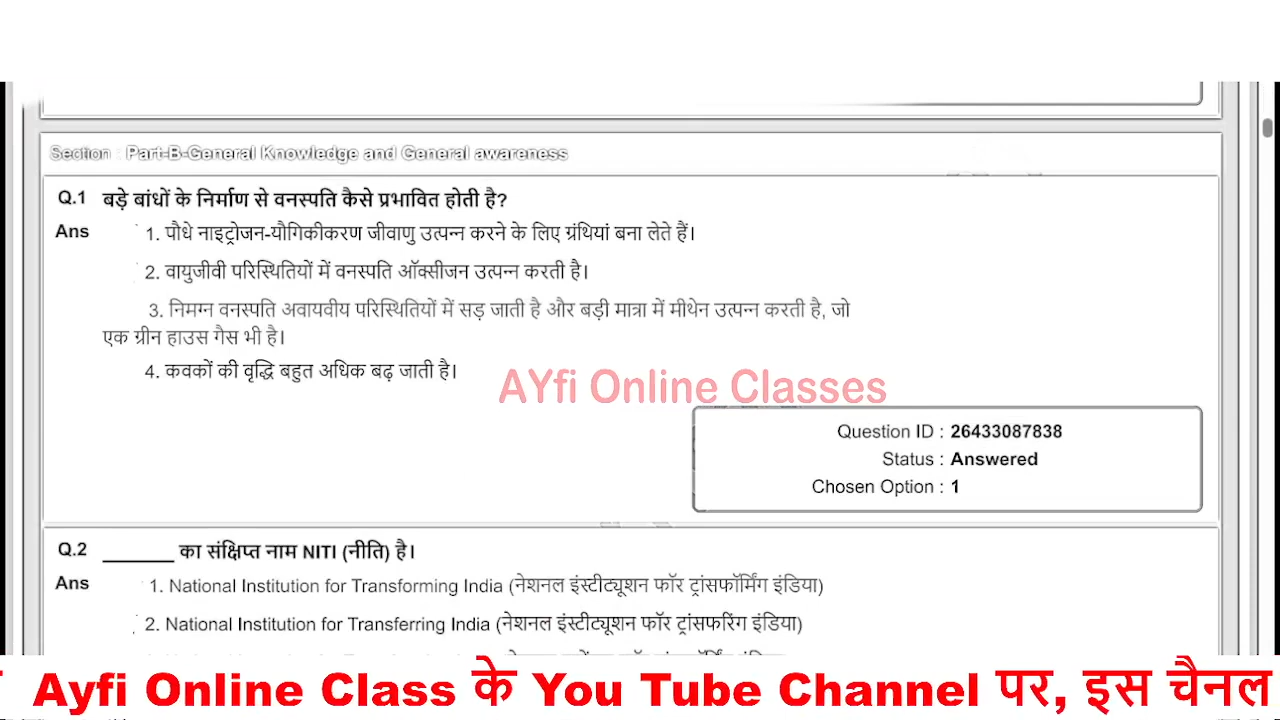 Section : Part-B-General Knowledge and General awareness
Q.1 बड़े बांधों के निर्माण से वनस्पति कैसे प्रभावित होती है?
Ans 1. पौधे नाइट्रोजन-यौगिकीकरण जीवाणु उत्पन्न करने के लिए ग्रंथियां बना लेते हैं।
2. वायुजीवी परिस्थितियों में वनस्पति ऑक्सीजन उत्पन्न करती है।
3. निमग्न वनस्पति अवायवीय परिस्थितियों में सड़ जाती है और बड़ी मात्रा में मीथेन उत्पन्न करती है, जो
एक ग्रीन हाउस गैस भी है।
4. कवकों की वृद्धि बहुत अधिक बढ़ जाती है।
AYfi Online Classes
Question ID : 26433087838
Status : Answered
Chosen Option : 1
Q.2 _______ का संक्षिप्त नाम NITI (नीति) है।
Ans 1. National Institution for Transforming India (नेशनल इंस्टीट्यूशन फॉर ट्रांसफॉर्मिंग इंडिया)
2. National Institution for Transferring India (नेशनल इंस्टीट्यूशन फॉर ट्रांसफरिंग इंडिया)
Ayfi Online Class के You Tube Channel पर, इस चैनल